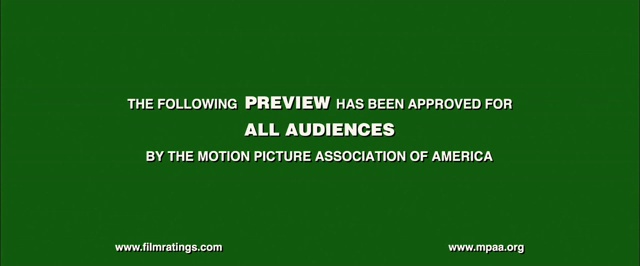 THE FOLLOWING PREVIEW HAS BEEN APPROVED FOR
ALL AUDIENCES
BY THE MOTION PICTURE ASSOCIATION OF AMERICA
www.filmratings.com www.mpaa.org